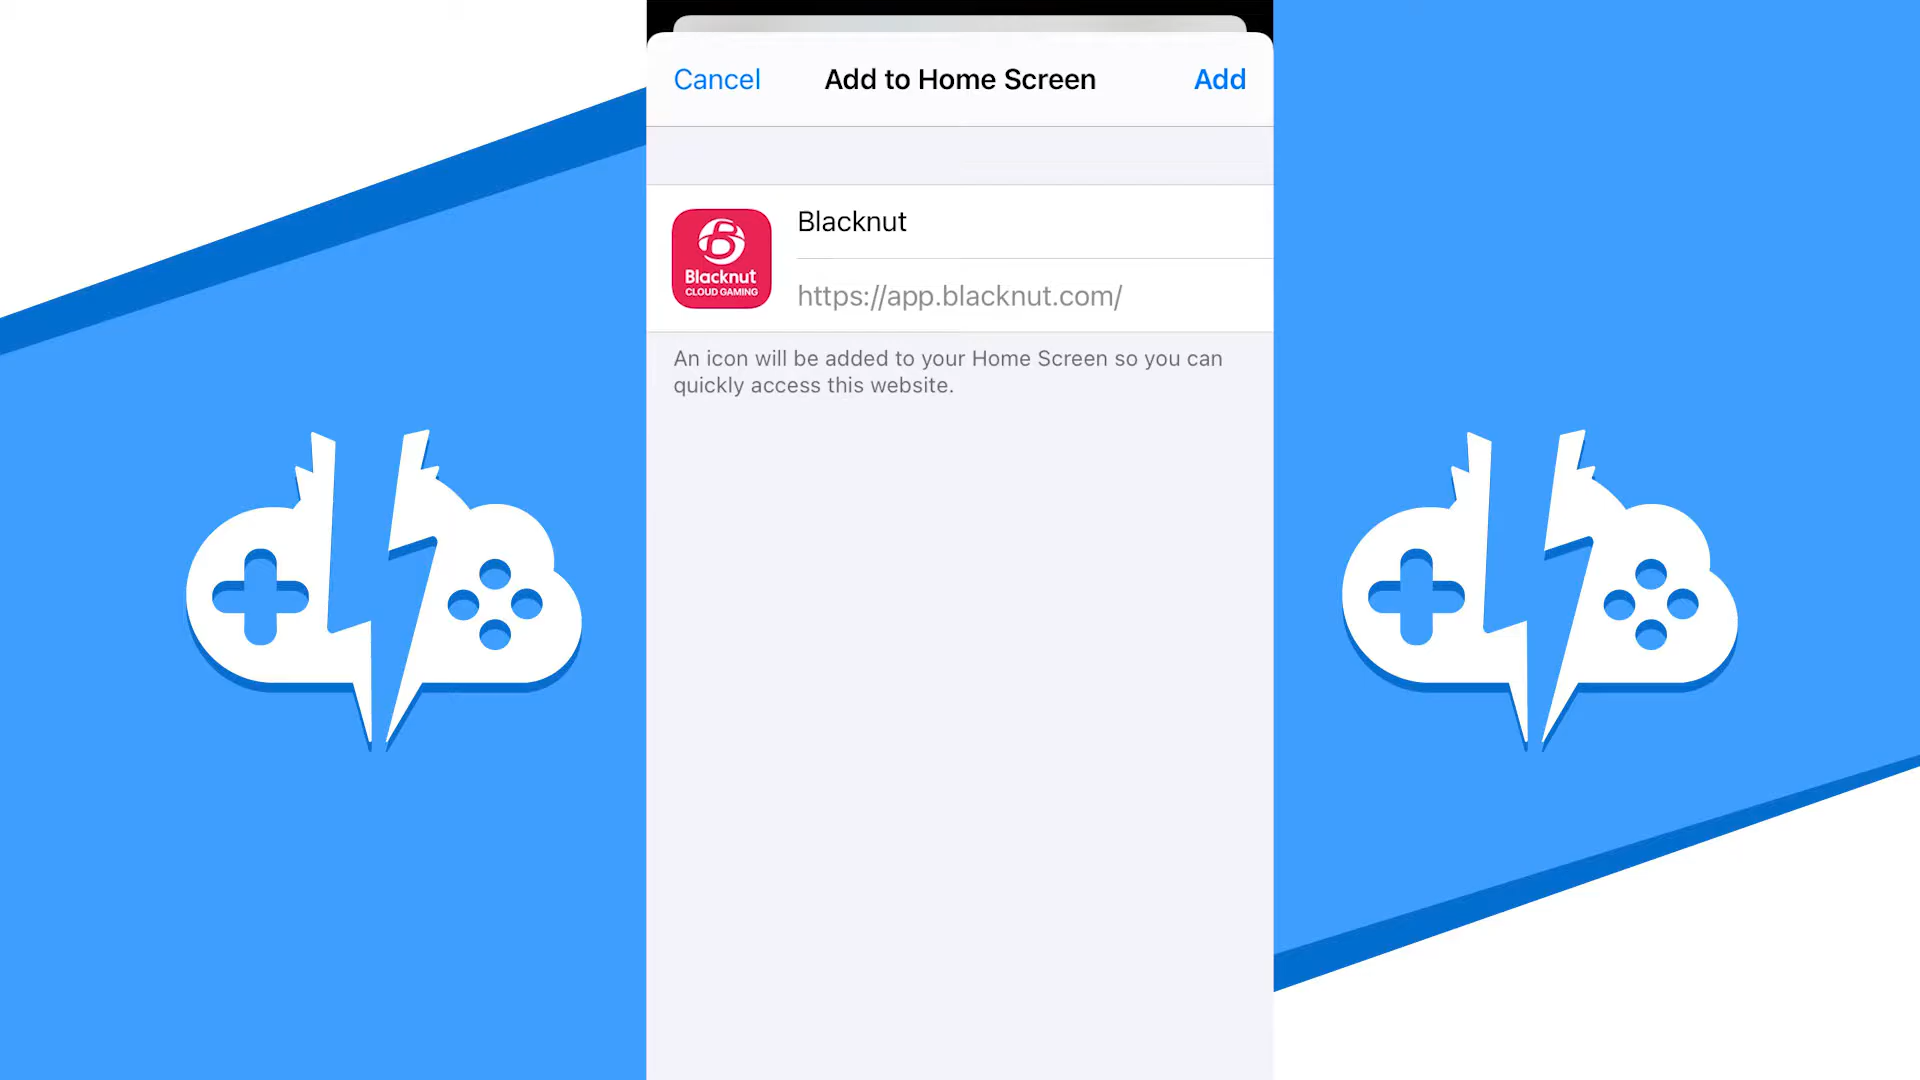 Cancel
Add to Home Screen
Add
Blacknut
Blacknut
CLOUD GAMING
https://app.blacknut.com/
An icon will be added to your Home Screen so you can
quickly access this website.